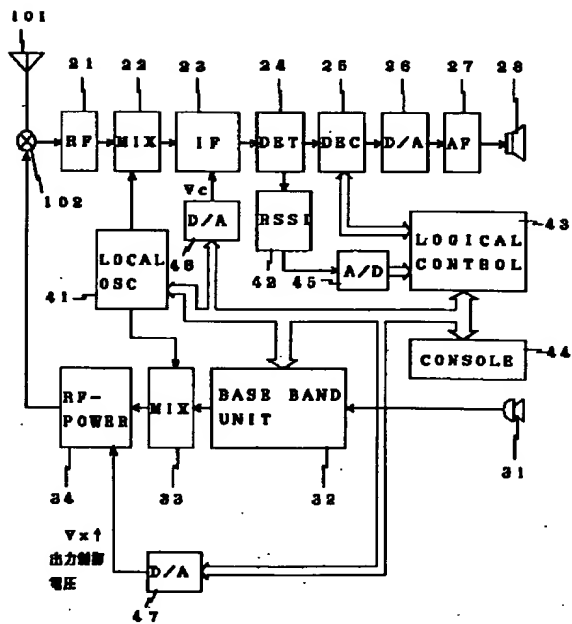 101
21 22 23 24 25 26 27 28
RF MIX IF DET DEC D/A AF
102
Vc
D/A
46
RSSI
42
A/D
45
43
LOGICAL
CONTROL
LOCAL
OSC
41
CONSOLE
44
RF-
POWER
34
MIX
33
BASE BAND
UNIT
32
31
Vx↑
出力制御
電圧
D/A
47